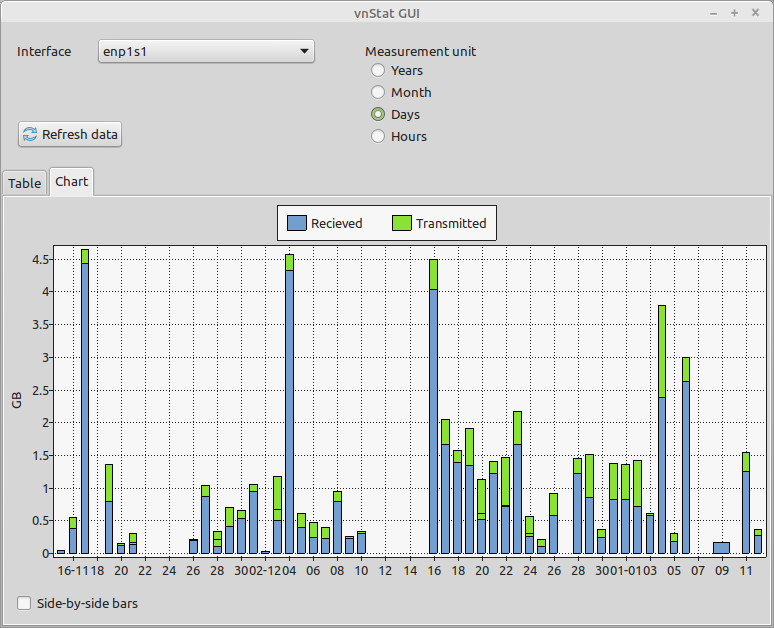 vnStat GUI
Interface
enp1s1
Measurement unit
Years
Month
Days
Hours
Refresh data
Table
Chart
Recieved
Transmitted
GB
4.5
4
3.5
3
2.5
2
1.5
1
0.5
0
16-11 18 20 22 24 26 28 30 02-12 04 06 08 10 12 14 16 18 20 22 24 26 28 30 01-01 03 05 07 09 11
Side-by-side bars